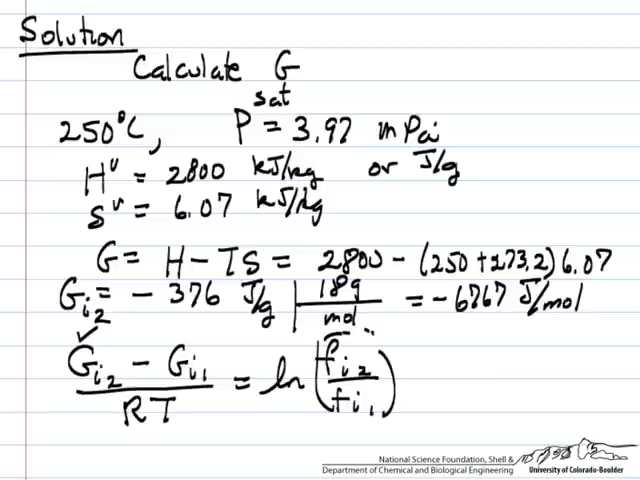 Solution
Calculate G
250°C, P^sat = 3.97 mPa
H^v = 2800 kJ/kg or J/g
S^v = 6.07 kJ/kg
G = H - TS = 2800 - (250 + 273.2) 6.07
G_i2 = - 376 J/g | 18g/mol = - 6767 J/mol
(G_i2 - G_i1)/RT = ln (f_i2/f_i1)
National Science Foundation, Shell &
Department of Chemical and Biological Engineering
University of Colorado-Boulder